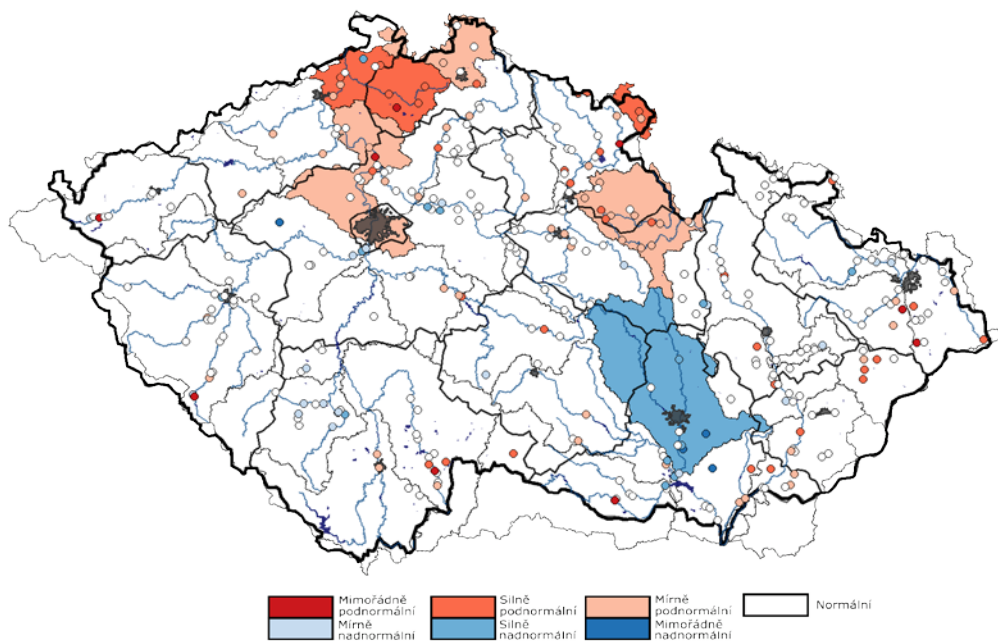 Mimořádně
podnormální
Silně
podnormální
Mírně
podnormální
Normální
Mírně
nadnormální
Silně
nadnormální
Mimořádně
nadnormální